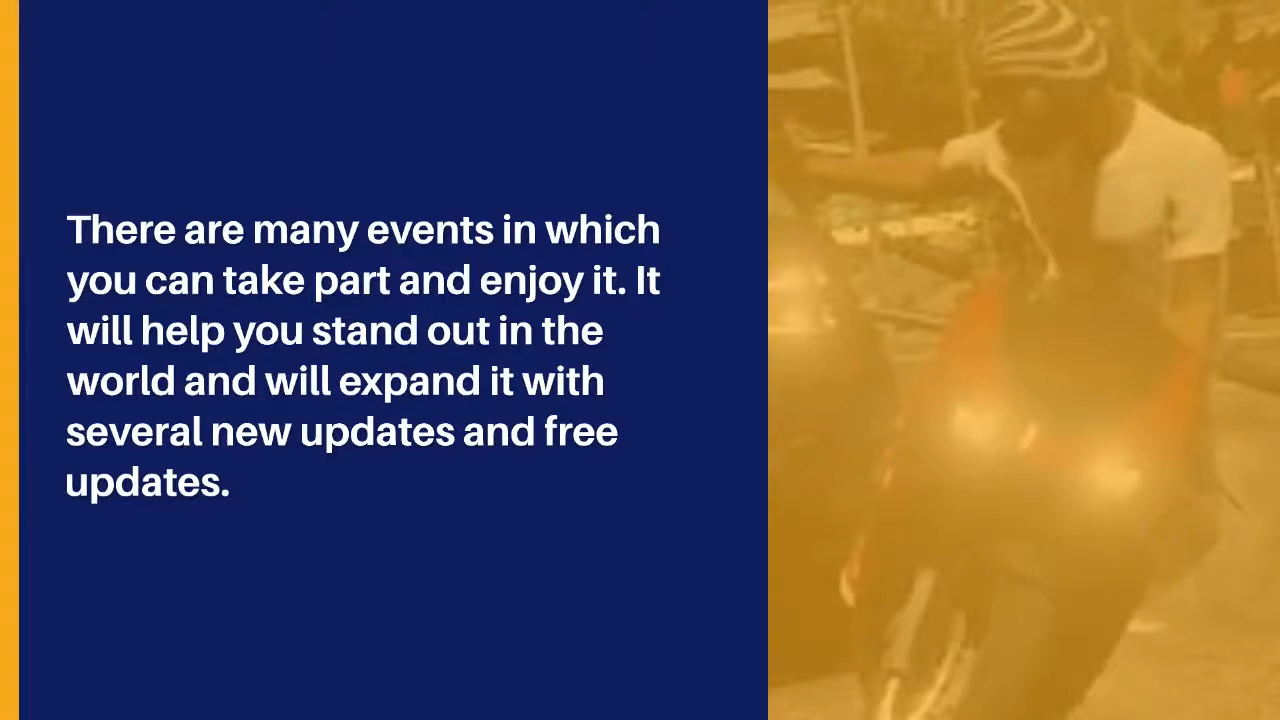 There are many events in which
you can take part and enjoy it. It
will help you stand out in the
world and will expand it with
several new updates and free
updates.